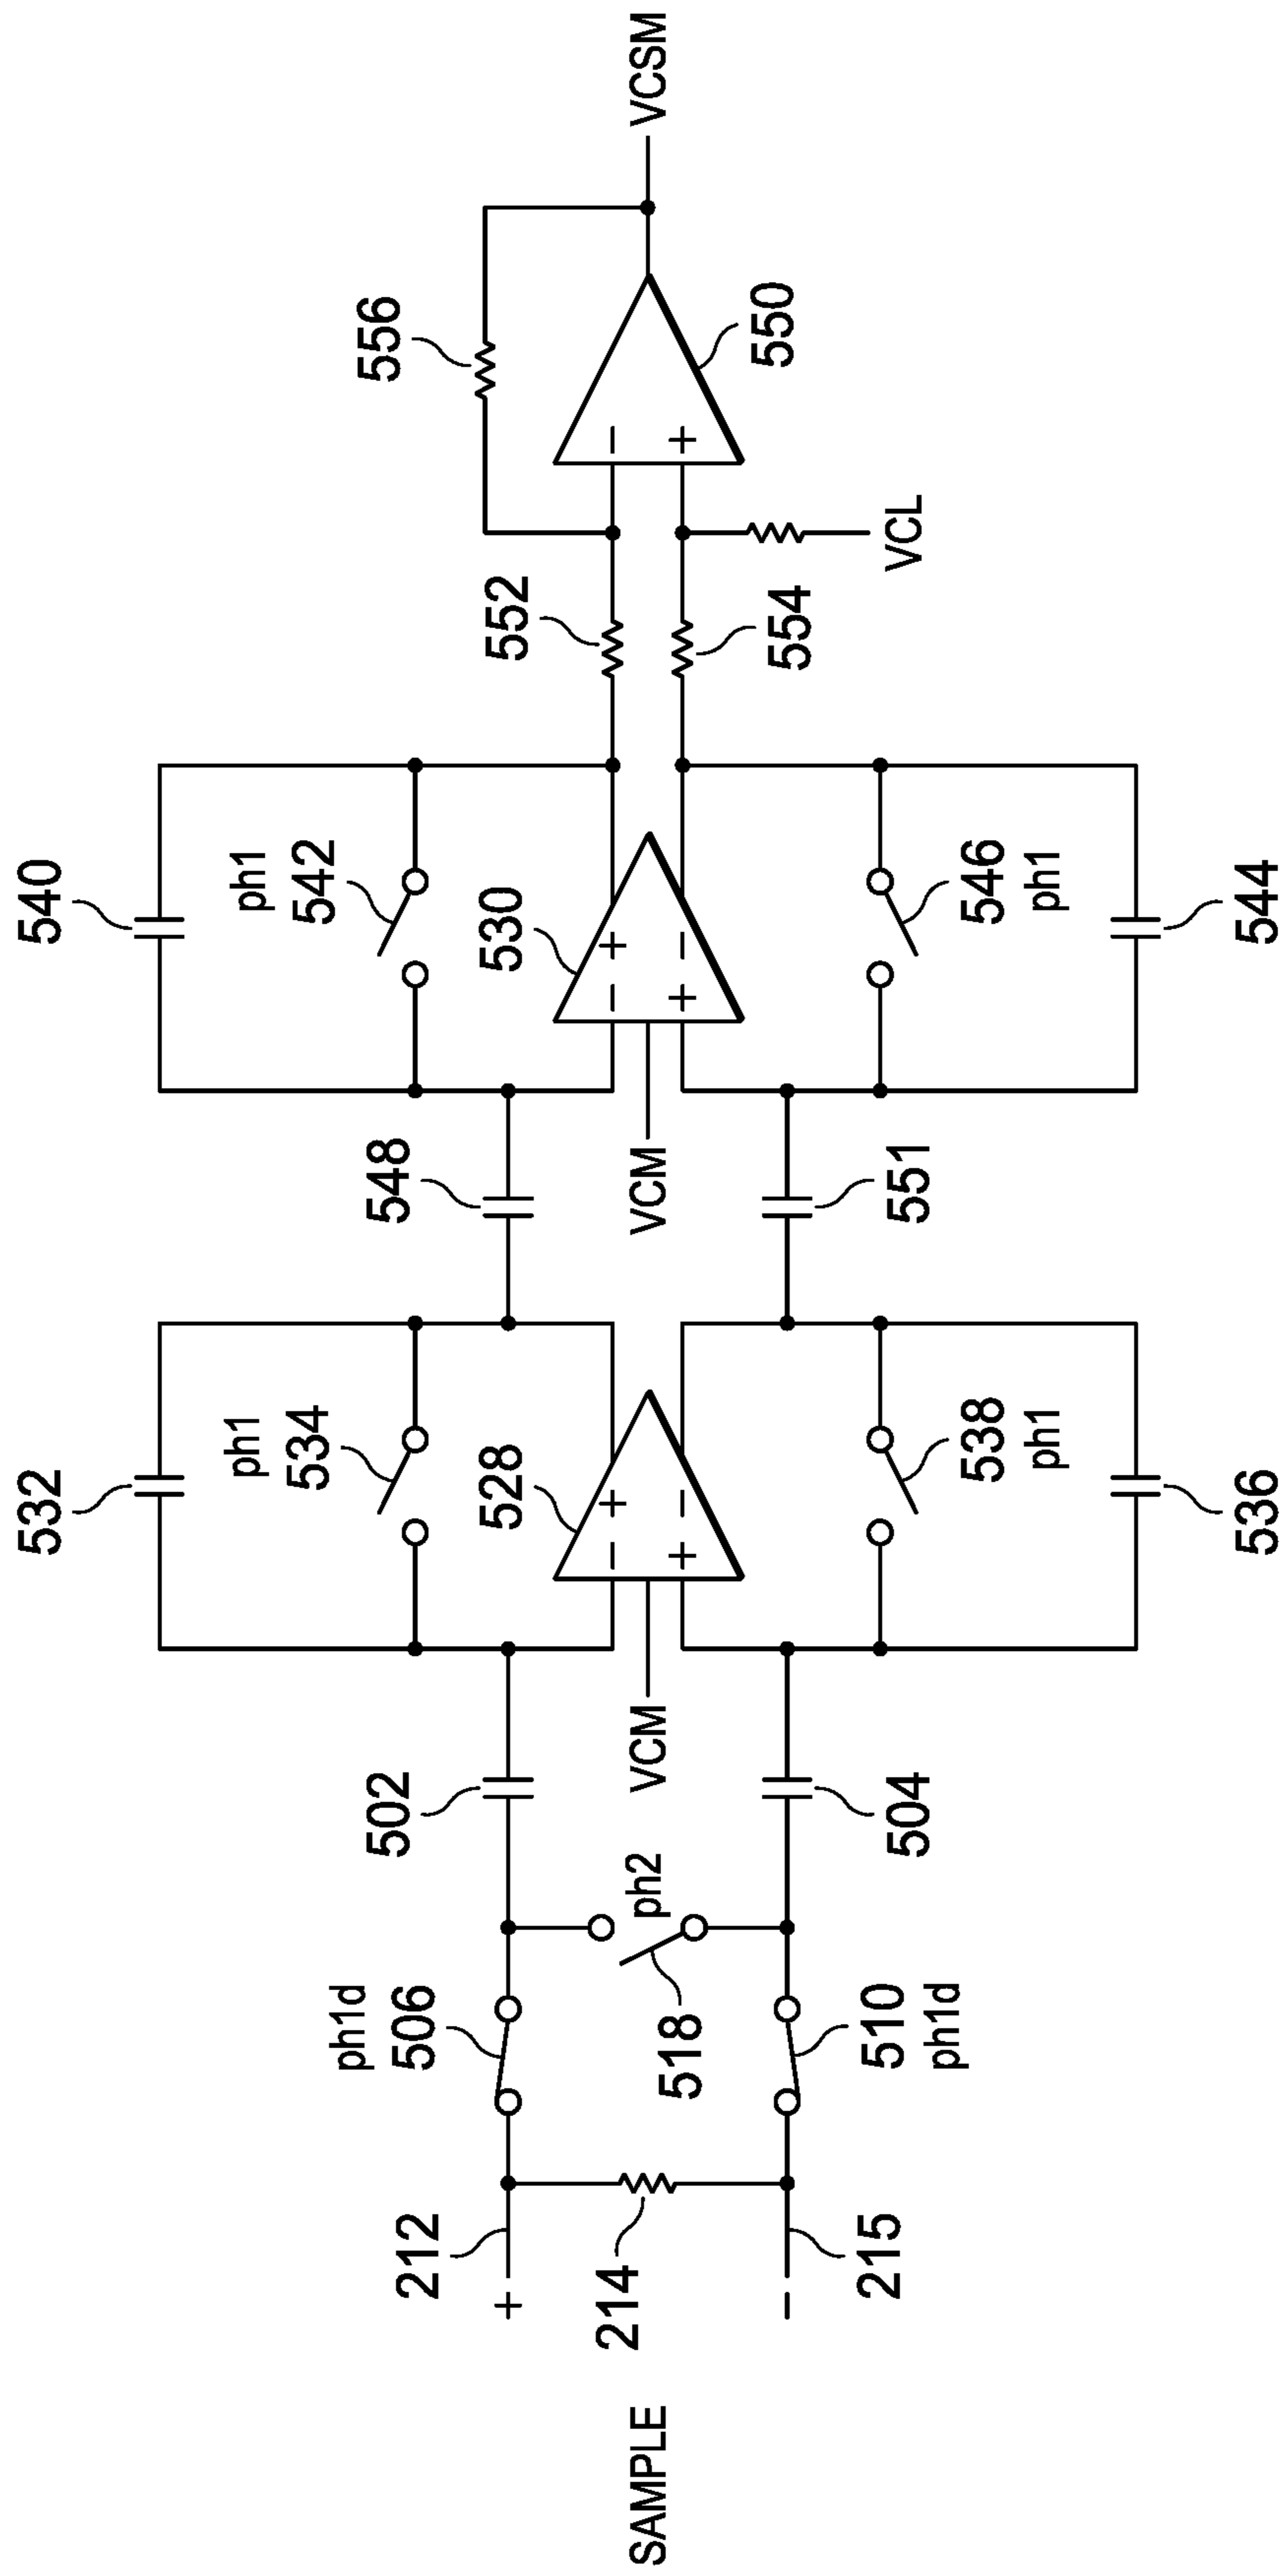 SAMPLE
+
212
214
215
−
ph1d
506
518
ph2
510
ph1d
502
504
VCM
532
ph1
534
528
− +
+ −
538
ph1
536
548
VCM
551
540
ph1
542
530
− +
+ −
546
ph1
544
552
554
556
−
+
550
VCL
VCSM